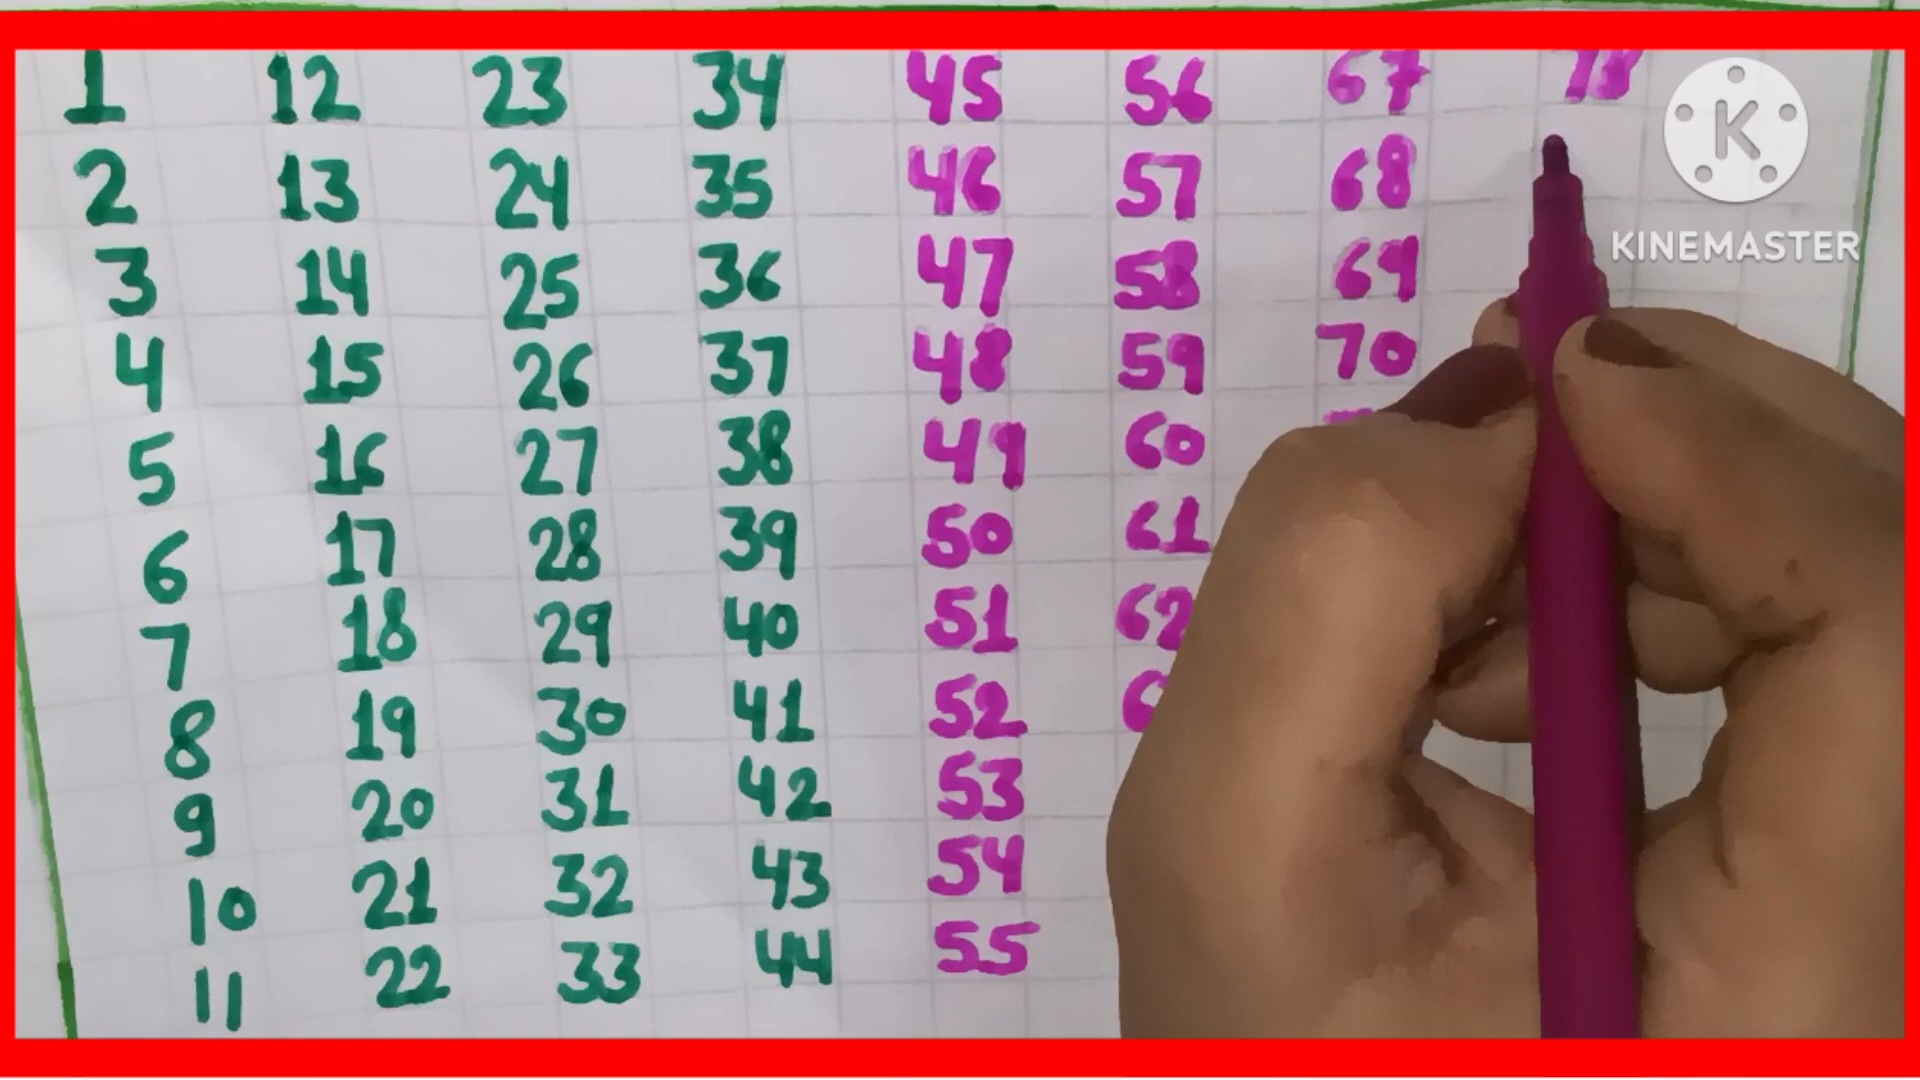 1 12 23 34 45 56 67 78
2 13 24 35 46 57 68
3 14 25 36 47 58 69
4 15 26 37 48 59 70
5 16 27 38 49 60
6 17 28 39 50 61
7 18 29 40 51 62
8 19 30 41 52
9 20 31 42 53
10 21 32 43 54
11 22 33 44 55
K
KINEMASTER